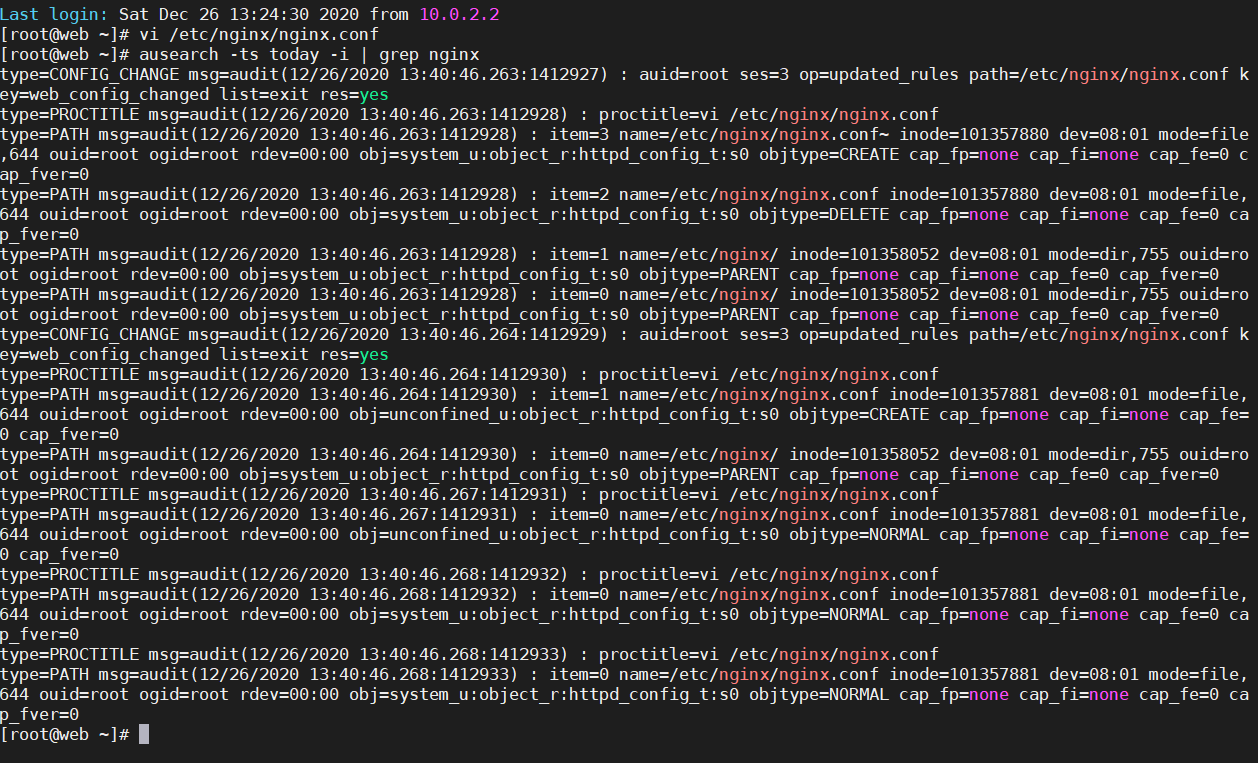 Last login: Sat Dec 26 13:24:30 2020 from 10.0.2.2
[root@web ~]# vi /etc/nginx/nginx.conf
[root@web ~]# ausearch -ts today -i | grep nginx
type=CONFIG_CHANGE msg=audit(12/26/2020 13:40:46.263:1412927) : auid=root ses=3 op=updated_rules path=/etc/nginx/nginx.conf k
ey=web_config_changed list=exit res=yes
type=PROCTITLE msg=audit(12/26/2020 13:40:46.263:1412928) : proctitle=vi /etc/nginx/nginx.conf
type=PATH msg=audit(12/26/2020 13:40:46.263:1412928) : item=3 name=/etc/nginx/nginx.conf~ inode=101357880 dev=08:01 mode=file
,644 ouid=root ogid=root rdev=00:00 obj=system_u:object_r:httpd_config_t:s0 objtype=CREATE cap_fp=none cap_fi=none cap_fe=0 c
ap_fver=0
type=PATH msg=audit(12/26/2020 13:40:46.263:1412928) : item=2 name=/etc/nginx/nginx.conf inode=101357880 dev=08:01 mode=file,
644 ouid=root ogid=root rdev=00:00 obj=system_u:object_r:httpd_config_t:s0 objtype=DELETE cap_fp=none cap_fi=none cap_fe=0 ca
p_fver=0
type=PATH msg=audit(12/26/2020 13:40:46.263:1412928) : item=1 name=/etc/nginx/ inode=101358052 dev=08:01 mode=dir,755 ouid=ro
ot ogid=root rdev=00:00 obj=system_u:object_r:httpd_config_t:s0 objtype=PARENT cap_fp=none cap_fi=none cap_fe=0 cap_fver=0
type=PATH msg=audit(12/26/2020 13:40:46.263:1412928) : item=0 name=/etc/nginx/ inode=101358052 dev=08:01 mode=dir,755 ouid=ro
ot ogid=root rdev=00:00 obj=system_u:object_r:httpd_config_t:s0 objtype=PARENT cap_fp=none cap_fi=none cap_fe=0 cap_fver=0
type=CONFIG_CHANGE msg=audit(12/26/2020 13:40:46.264:1412929) : auid=root ses=3 op=updated_rules path=/etc/nginx/nginx.conf k
ey=web_config_changed list=exit res=yes
type=PROCTITLE msg=audit(12/26/2020 13:40:46.264:1412930) : proctitle=vi /etc/nginx/nginx.conf
type=PATH msg=audit(12/26/2020 13:40:46.264:1412930) : item=1 name=/etc/nginx/nginx.conf inode=101357881 dev=08:01 mode=file,
644 ouid=root ogid=root rdev=00:00 obj=unconfined_u:object_r:httpd_config_t:s0 objtype=CREATE cap_fp=none cap_fi=none cap_fe=
0 cap_fver=0
type=PATH msg=audit(12/26/2020 13:40:46.264:1412930) : item=0 name=/etc/nginx/ inode=101358052 dev=08:01 mode=dir,755 ouid=ro
ot ogid=root rdev=00:00 obj=system_u:object_r:httpd_config_t:s0 objtype=PARENT cap_fp=none cap_fi=none cap_fe=0 cap_fver=0
type=PROCTITLE msg=audit(12/26/2020 13:40:46.267:1412931) : proctitle=vi /etc/nginx/nginx.conf
type=PATH msg=audit(12/26/2020 13:40:46.267:1412931) : item=0 name=/etc/nginx/nginx.conf inode=101357881 dev=08:01 mode=file,
644 ouid=root ogid=root rdev=00:00 obj=unconfined_u:object_r:httpd_config_t:s0 objtype=NORMAL cap_fp=none cap_fi=none cap_fe=
0 cap_fver=0
type=PROCTITLE msg=audit(12/26/2020 13:40:46.268:1412932) : proctitle=vi /etc/nginx/nginx.conf
type=PATH msg=audit(12/26/2020 13:40:46.268:1412932) : item=0 name=/etc/nginx/nginx.conf inode=101357881 dev=08:01 mode=file,
644 ouid=root ogid=root rdev=00:00 obj=system_u:object_r:httpd_config_t:s0 objtype=NORMAL cap_fp=none cap_fi=none cap_fe=0 ca
p_fver=0
type=PROCTITLE msg=audit(12/26/2020 13:40:46.268:1412933) : proctitle=vi /etc/nginx/nginx.conf
type=PATH msg=audit(12/26/2020 13:40:46.268:1412933) : item=0 name=/etc/nginx/nginx.conf inode=101357881 dev=08:01 mode=file,
644 ouid=root ogid=root rdev=00:00 obj=system_u:object_r:httpd_config_t:s0 objtype=NORMAL cap_fp=none cap_fi=none cap_fe=0 ca
p_fver=0
[root@web ~]#